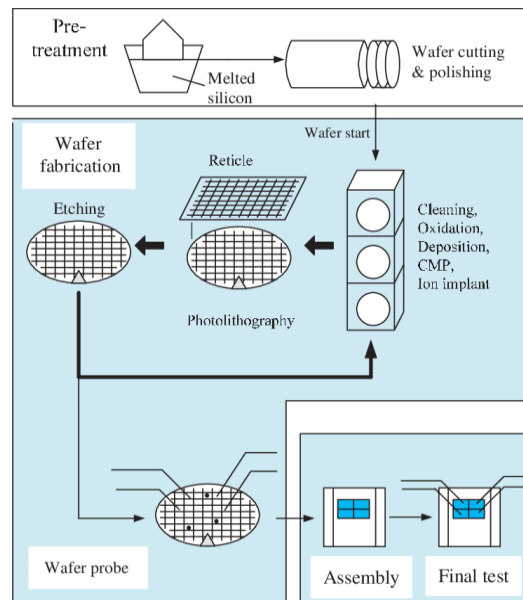 Pre-
treatment
Melted
silicon
Wafer cutting
& polishing
Wafer start
Wafer
fabrication
Reticle
Etching
Cleaning,
Oxidation,
Deposition,
CMP,
Ion implant
Photolithography
Wafer probe
Assembly
Final test